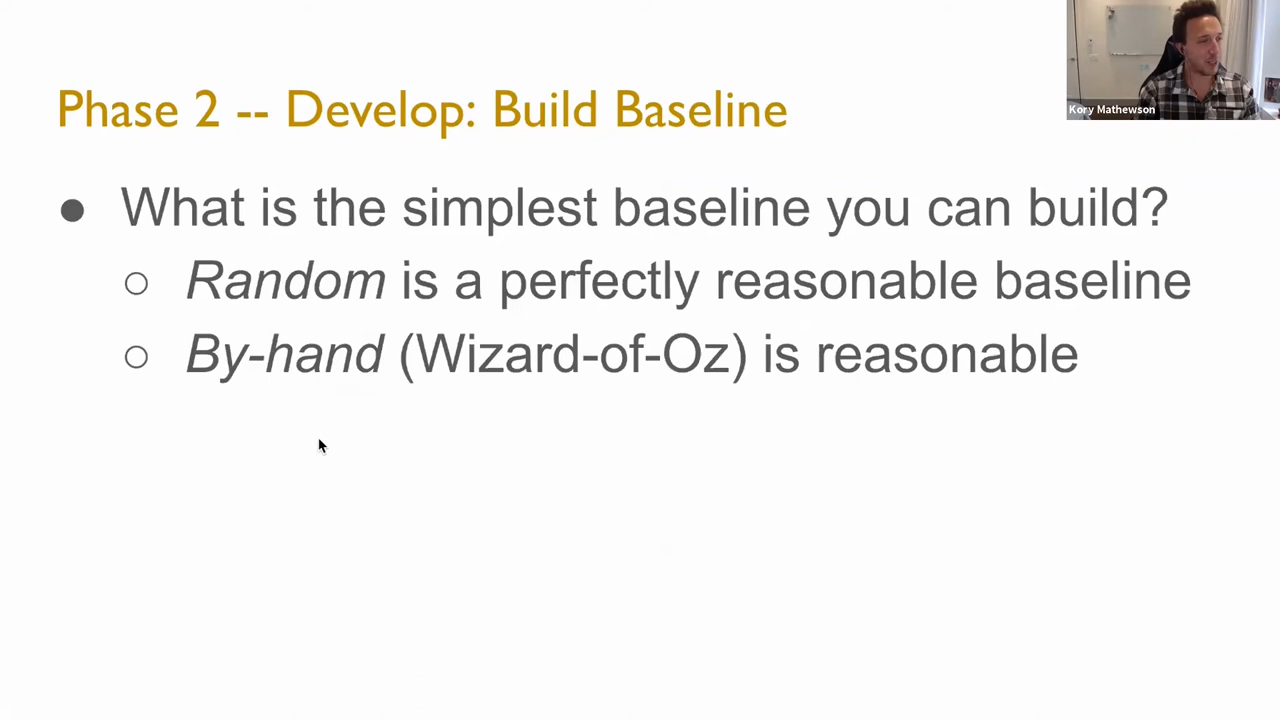 Phase 2 -- Develop: Build Baseline
Kory Mathewson
● What is the simplest baseline you can build?
○ Random is a perfectly reasonable baseline
○ By-hand (Wizard-of-Oz) is reasonable